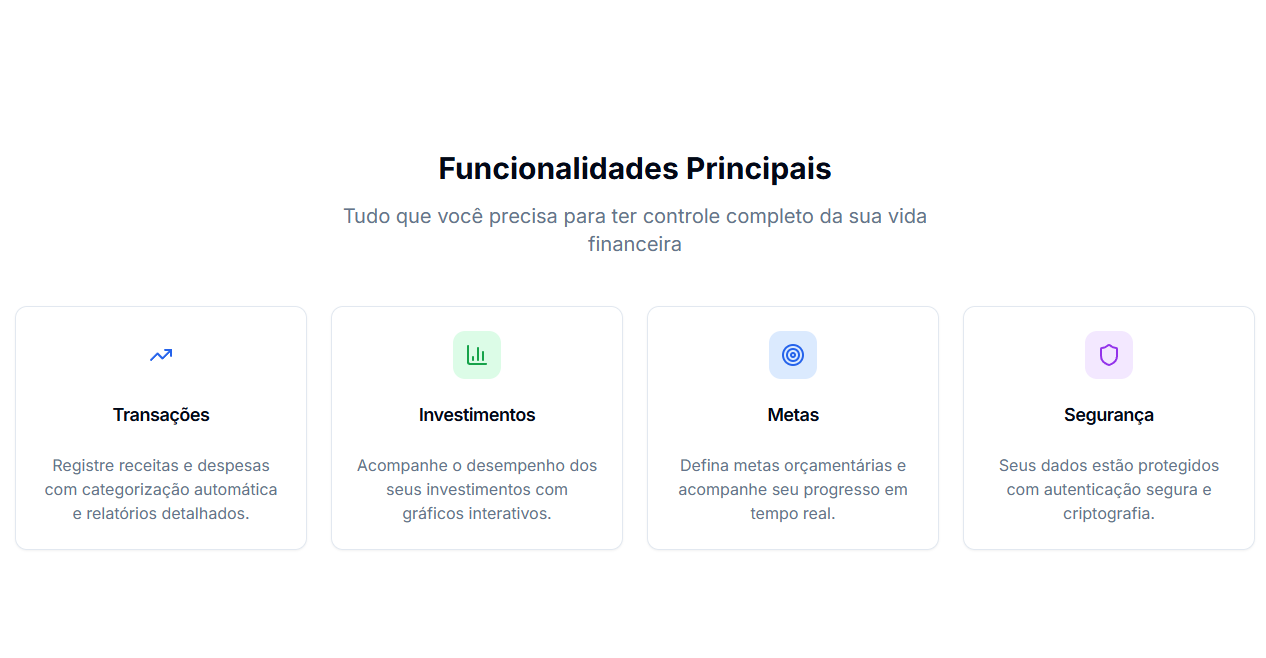 Funcionalidades Principais
Tudo que você precisa para ter controle completo da sua vida
financeira
Transações
Registre receitas e despesas
com categorização automática
e relatórios detalhados.
Investimentos
Acompanhe o desempenho dos
seus investimentos com
gráficos interativos.
Metas
Defina metas orçamentárias e
acompanhe seu progresso em
tempo real.
Segurança
Seus dados estão protegidos
com autenticação segura e
criptografia.